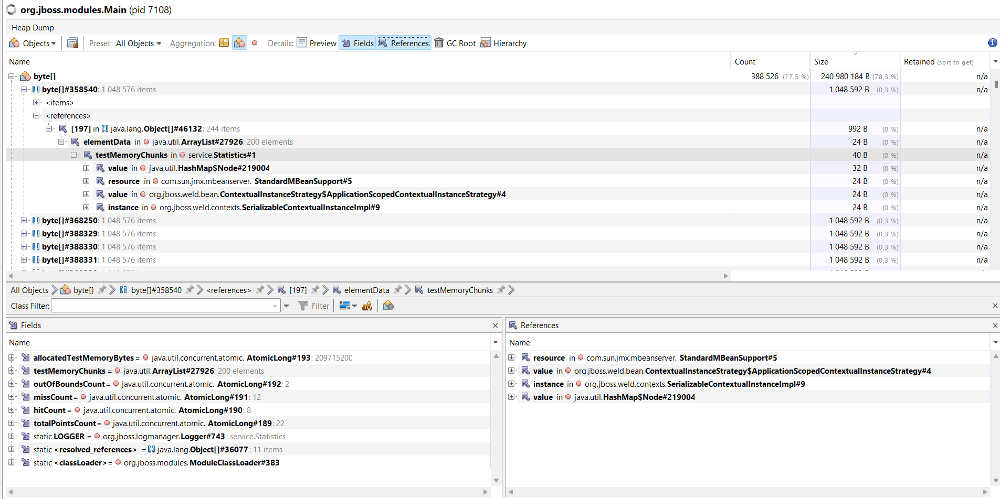 org.jboss.modules.Main (pid 7108)
Heap Dump
Objects Preset: All Objects Aggregation: Details: Preview Fields References GC Root Hierarchy
Name Count Size Retained (sort to get)
byte[] 388 526 (17,5 %) 240 980 184 B (78,3 %) n/a
byte[]#358540: 1 048 576 items 1 048 592 B (0,3 %) n/a
<items>
<references>
[197] in java.lang.Object[]#46132: 244 items 992 B (0 %) n/a
elementData in java.util.ArrayList#27926: 200 elements 24 B (0 %) n/a
testMemoryChunks in service.Statistics#1 40 B (0 %) n/a
value in java.util.HashMap$Node#219004 32 B (0 %) n/a
resource in com.sun.jmx.mbeanserver. StandardMBeanSupport#5 24 B (0 %) n/a
value in org.jboss.weld.bean.ContextualInstanceStrategy$ApplicationScopedContextualInstanceStrategy#4 24 B (0 %) n/a
instance in org.jboss.weld.contexts.SerializableContextualInstanceImpl#9 24 B (0 %) n/a
byte[]#368250: 1 048 576 items 1 048 592 B (0,3 %) n/a
byte[]#388329: 1 048 576 items 1 048 592 B (0,3 %) n/a
byte[]#388330: 1 048 576 items 1 048 592 B (0,3 %) n/a
byte[]#388331: 1 048 576 items 1 048 592 B (0,3 %) n/a
All Objects byte[] byte[]#358540 <references> [197] elementData testMemoryChunks
Class Filter: Filter aA
Fields
Name
allocatedTestMemoryBytes = java.util.concurrent.atomic. AtomicLong#193: 209715200
testMemoryChunks = java.util.ArrayList#27926: 200 elements
outOfBoundsCount = java.util.concurrent.atomic. AtomicLong#192: 2
missCount = java.util.concurrent.atomic. AtomicLong#191: 12
hitCount = java.util.concurrent.atomic. AtomicLong#190: 8
totalPointsCount = java.util.concurrent.atomic. AtomicLong#189: 22
static LOGGER = org.jboss.logmanager.Logger#743: service.Statistics
static <resolved_references> = java.lang.Object[]#36077: 11 items
static <classLoader> = org.jboss.modules.ModuleClassLoader#383
References
Name
resource in com.sun.jmx.mbeanserver. StandardMBeanSupport#5
value in org.jboss.weld.bean.ContextualInstanceStrategy$ApplicationScopedContextualInstanceStrategy#4
instance in org.jboss.weld.contexts.SerializableContextualInstanceImpl#9
value in java.util.HashMap$Node#219004